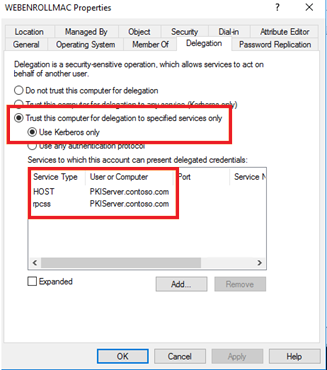 WEBENROLLMAC Properties
? ×
Location Managed By Object Security Dial-in Attribute Editor
General Operating System Member Of Delegation Password Replication
Delegation is a security-sensitive operation, which allows services to act on
behalf of another user.
Do not trust this computer for delegation
Trust this computer for delegation to any service (Kerberos only)
Trust this computer for delegation to specified services only
Use Kerberos only
Use any authentication protocol
Services to which this account can present delegated credentials:
Service Type User or Computer Port Service N
HOST PKIServer.contoso.com
rpcss PKIServer.contoso.com
Expanded
Add... Remove
OK Cancel Apply Help